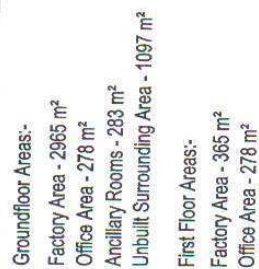 Groundfloor Areas:-
Factory Area - 2965 m²
Office Area - 278 m²
Ancillary Rooms - 283 m²
Unbuilt Surrounding Area - 1097 m²
First Floor Areas:-
Factory Area - 365 m²
Office Area - 278 m²